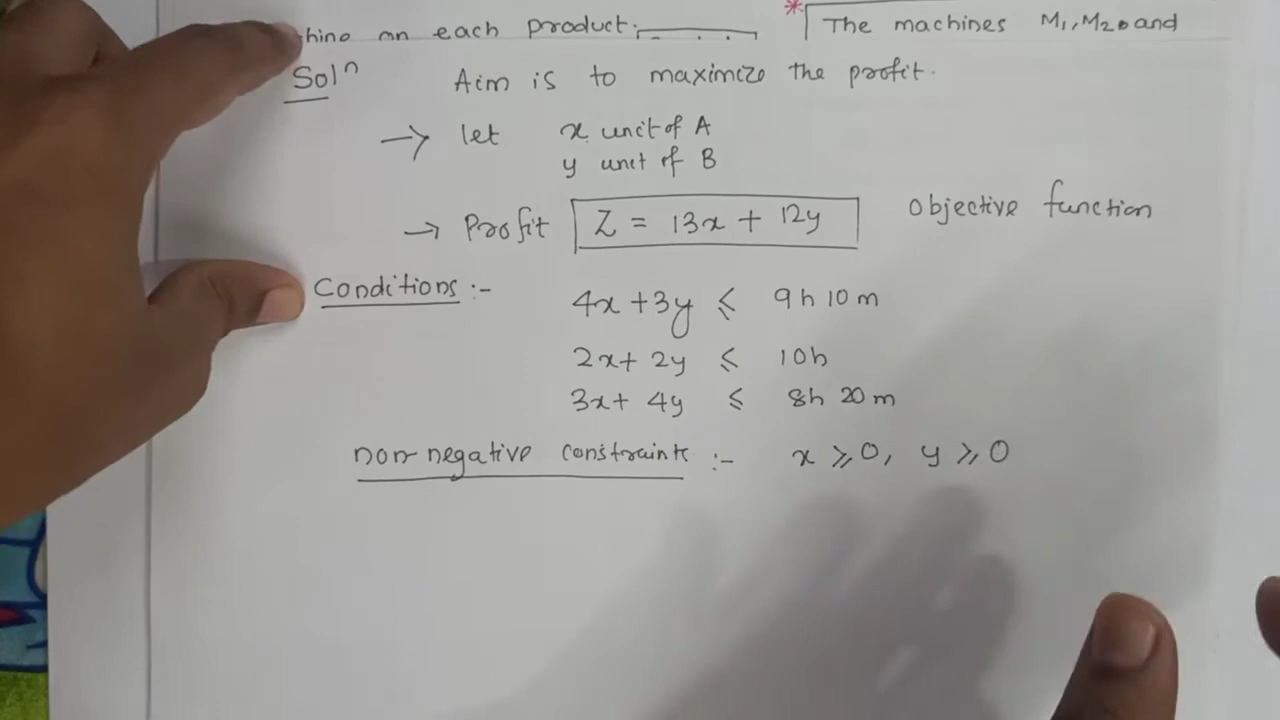 on each product.
* The machines M₁, M₂ and
Solⁿ Aim is to maximize the profit.
→ let x unit of A
y unit of B
→ Profit Z = 13x + 12y objective function
Conditions :- 4x + 3y ⩽ 9h 10m
2x + 2y ⩽ 10h
3x + 4y ⩽ 8h 20m
non-negative constraints :- x ⩾ 0, y ⩾ 0